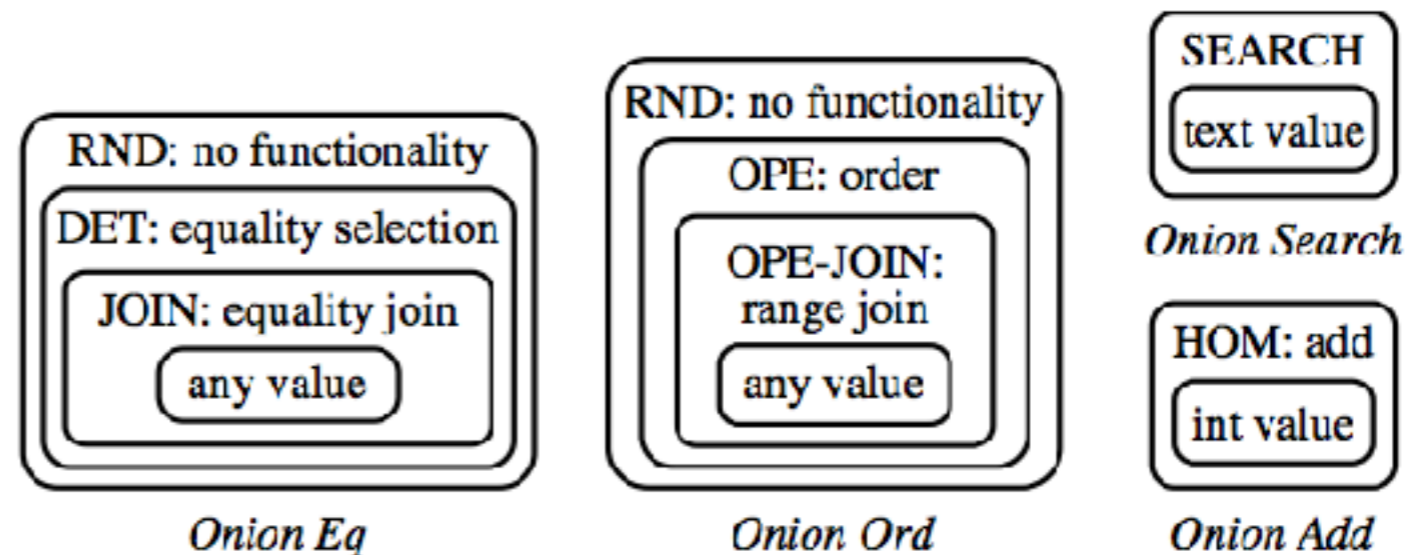 RND: no functionality
DET: equality selection
JOIN: equality join
any value
Onion Eq
RND: no functionality
OPE: order
OPE-JOIN:
range join
any value
Onion Ord
SEARCH
text value
Onion Search
HOM: add
int value
Onion Add